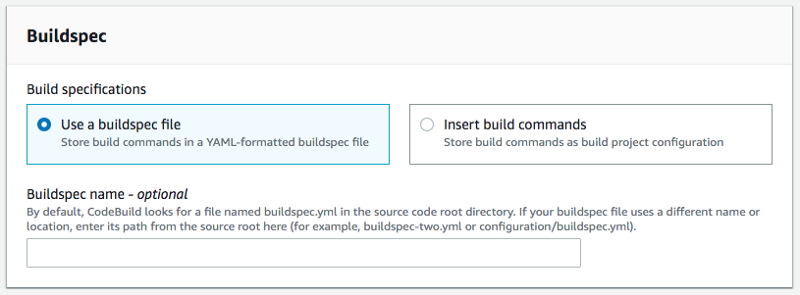 Buildspec
Build specifications
Use a buildspec file
Store build commands in a YAML-formatted buildspec file
Insert build commands
Store build commands as build project configuration
Buildspec name - optional
By default, CodeBuild looks for a file named buildspec.yml in the source code root directory. If your buildspec file uses a different name or
location, enter its path from the source root here (for example, buildspec-two.yml or configuration/buildspec.yml).